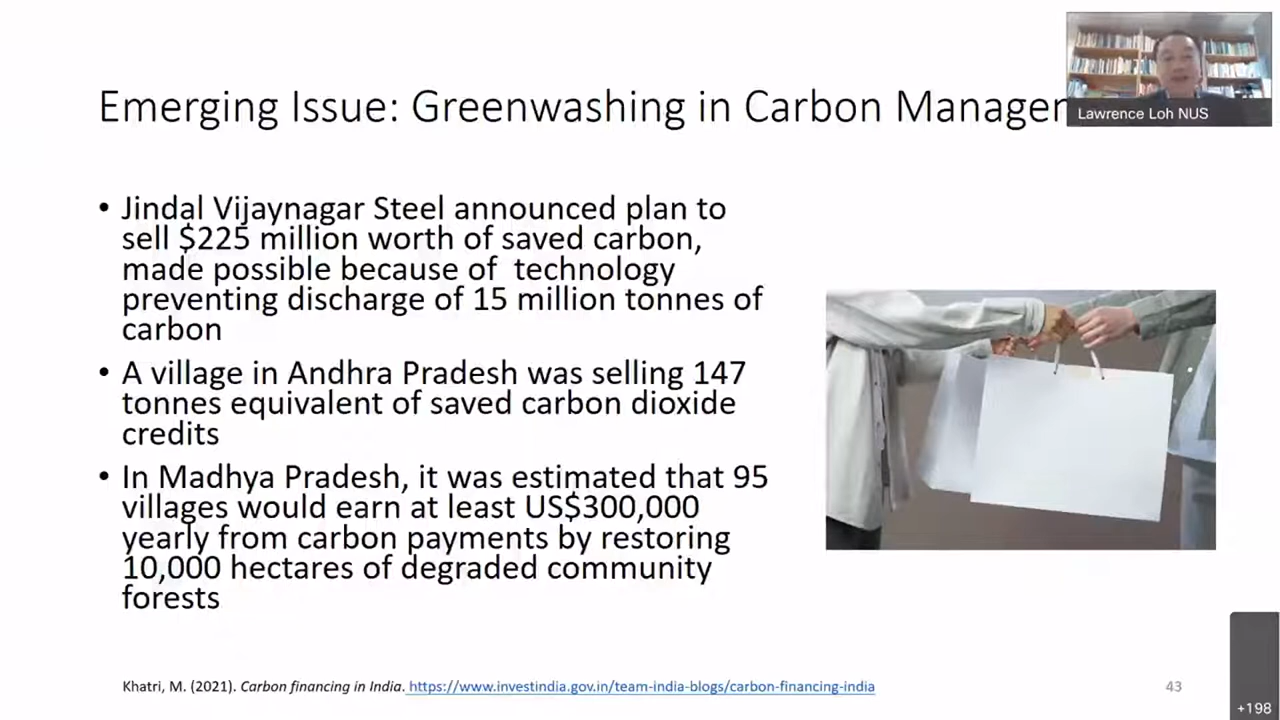 Emerging Issue: Greenwashing in Carbon Manager
Lawrence Loh NUS
• Jindal Vijaynagar Steel announced plan to
sell $225 million worth of saved carbon,
made possible because of technology
preventing discharge of 15 million tonnes of
carbon
• A village in Andhra Pradesh was selling 147
tonnes equivalent of saved carbon dioxide
credits
• In Madhya Pradesh, it was estimated that 95
villages would earn at least US$300,000
yearly from carbon payments by restoring
10,000 hectares of degraded community
forests
Khatri, M. (2021). Carbon financing in India. https://www.investindia.gov.in/team-india-blogs/carbon-financing-india
43
+198